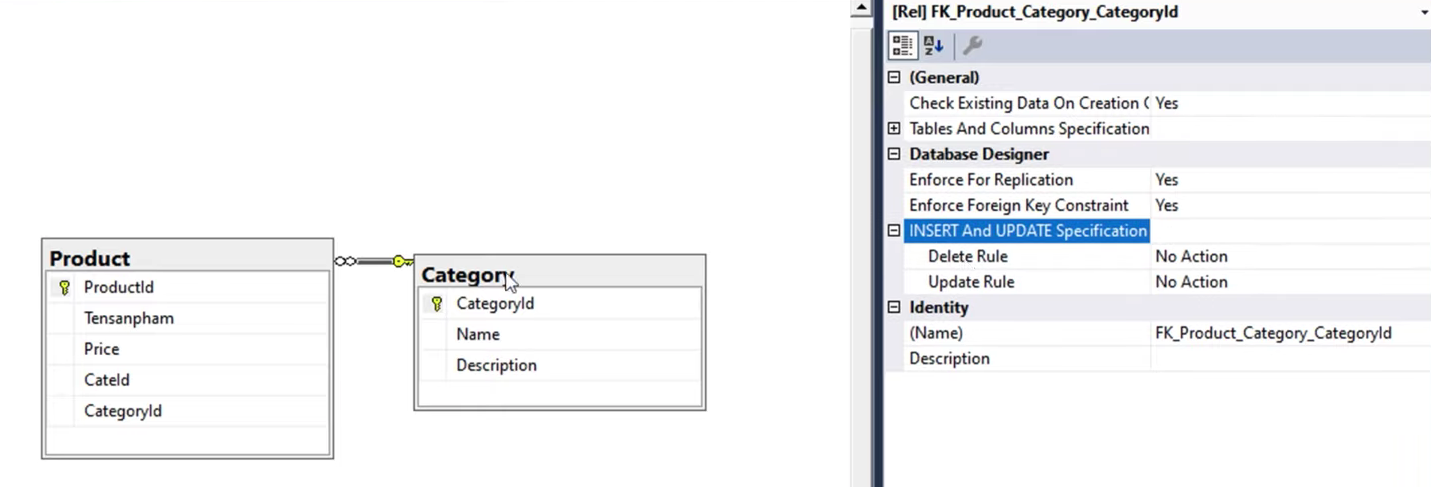 Product
ProductId
Tensanpham
Price
CateId
CategoryId
Category
CategoryId
Name
Description
[Rel] FK_Product_Category_CategoryId
(General)
Check Existing Data On Creation Yes
Tables And Columns Specification
Database Designer
Enforce For Replication Yes
Enforce Foreign Key Constraint Yes
INSERT And UPDATE Specification
Delete Rule No Action
Update Rule No Action
Identity
(Name) FK_Product_Category_CategoryId
Description